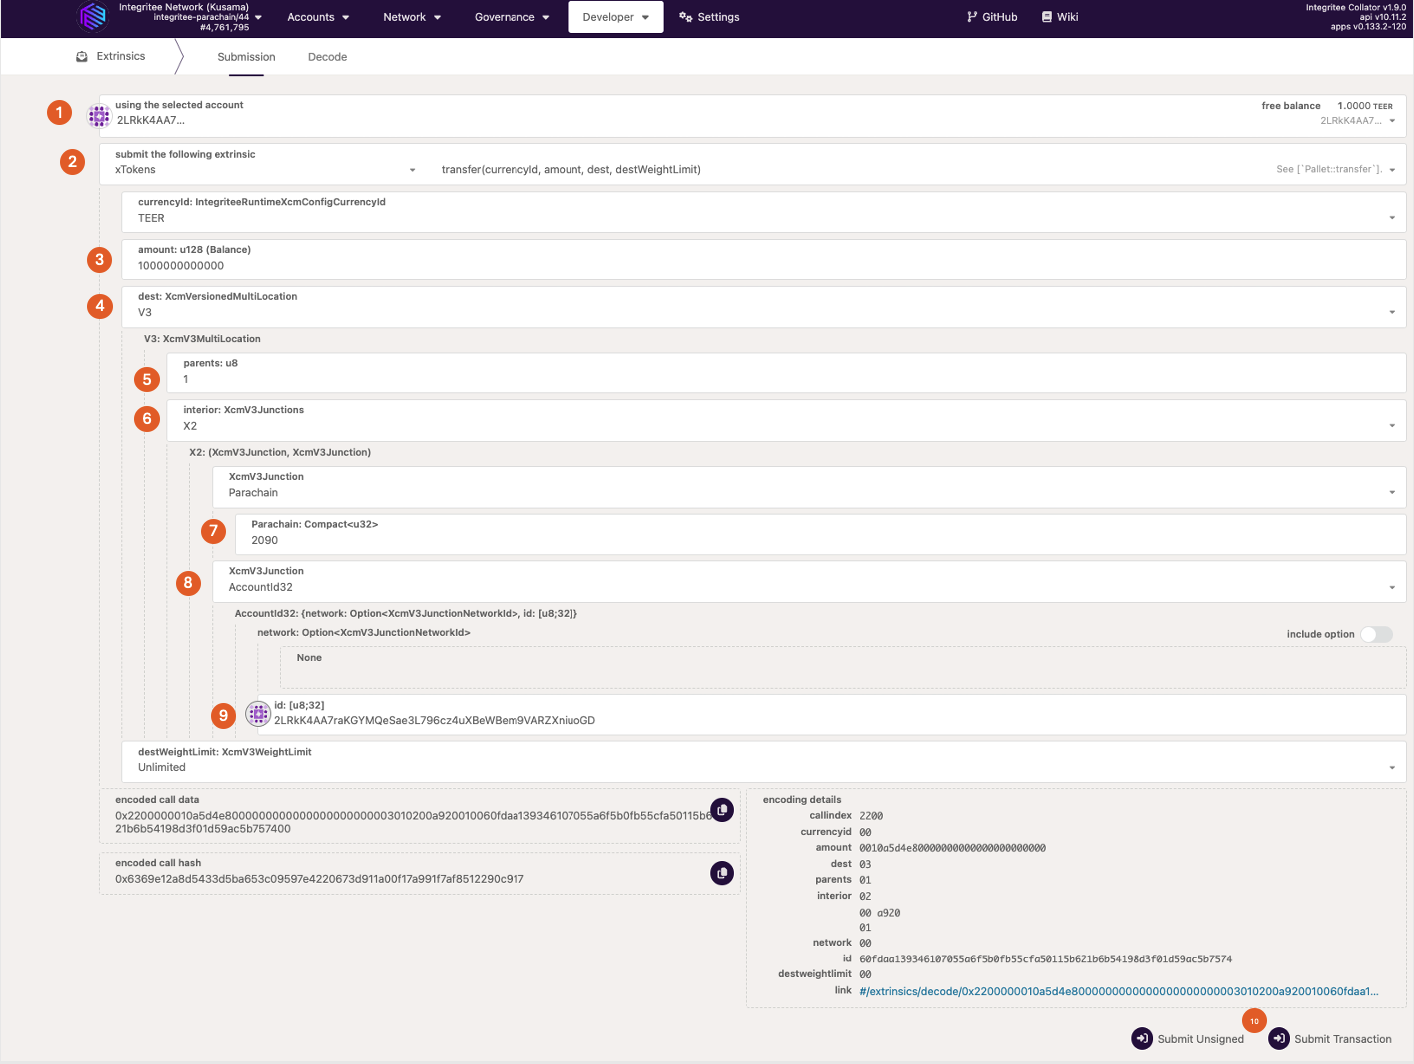 Integritee Network (Kusama)
integritee-parachain/44
#4,761,795
Accounts
Network
Governance
Developer
Settings
GitHub
Wiki
Integritee Collator v1.9.0
api v10.11.2
apps v0.133.2-120
Extrinsics
Submission
Decode
1
using the selected account
2LRkK4AA7...
free balance 1.0000 TEER
2LRkK4AA7...
2
submit the following extrinsic
xTokens
transfer(currencyId, amount, dest, destWeightLimit)
See [`Pallet::transfer`].
currencyId: IntegriteeRuntimeXcmConfigCurrencyId
TEER
3
amount: u128 (Balance)
1000000000000
4
dest: XcmVersionedMultiLocation
V3
V3: XcmV3MultiLocation
5
parents: u8
1
6
interior: XcmV3Junctions
X2
X2: (XcmV3Junction, XcmV3Junction)
XcmV3Junction
Parachain
7
Parachain: Compact<u32>
2090
8
XcmV3Junction
AccountId32
AccountId32: {network: Option<XcmV3JunctionNetworkId>, id: [u8;32]}
network: Option<XcmV3JunctionNetworkId>
include option
None
9
id: [u8;32]
2LRkK4AA7raKGYMQeSae3L796cz4uXBeWBem9VARZXniuoGD
destWeightLimit: XcmV3WeightLimit
Unlimited
encoded call data
0x2200000010a5d4e80000000000000000000003010200a920010060fdaa139346107055a6f5b0fb55cfa50115b6
21b6b54198d3f01d59ac5b757400
encoded call hash
0x6369e12a8d5433d5ba653c09597e4220673d911a00f17a991f7af8512290c917
encoding details
callindex 2200
currencyid 00
amount 0010a5d4e80000000000000000000000
dest 03
parents 01
interior 02
00 a920
01
network 00
id 60fdaa139346107055a6f5b0fb55cfa50115b621b6b54198d3f01d59ac5b7574
destweightlimit 00
link #/extrinsics/decode/0x2200000010a5d4e80000000000000000000003010200a920010060fdaa1...
Submit Unsigned
10
Submit Transaction